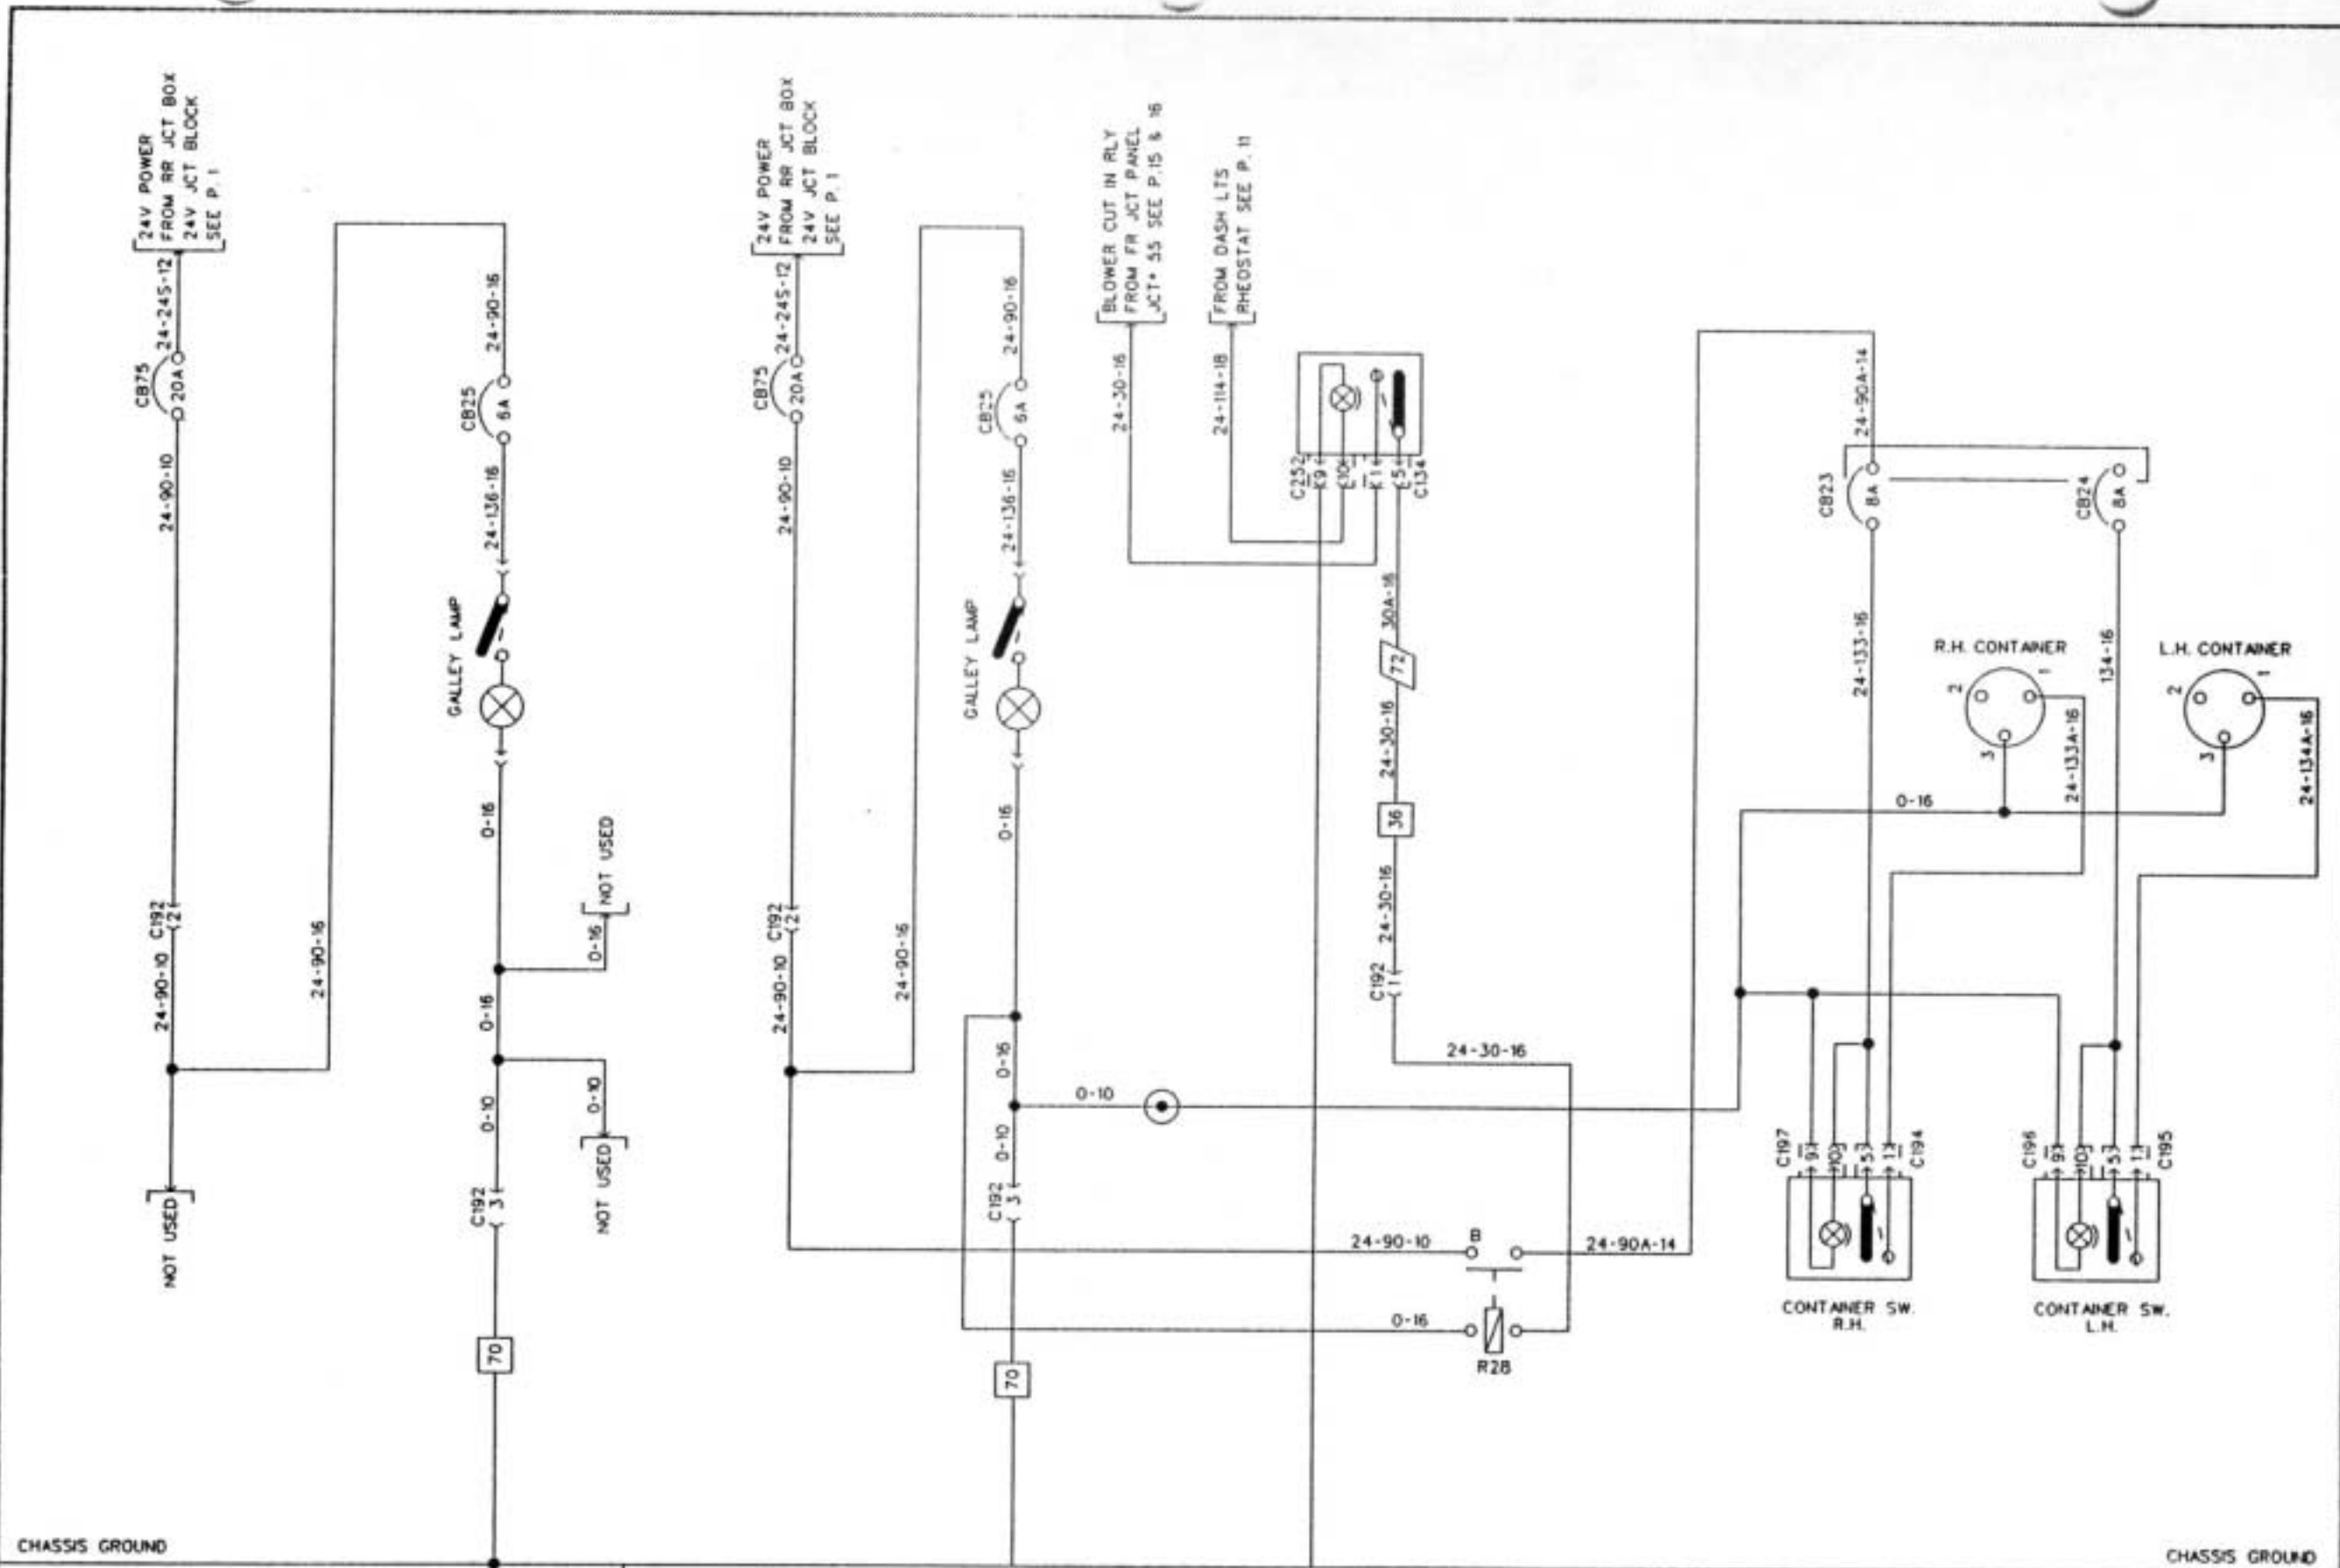 24V POWER
FROM RR JCT BOX
24V JCT BLOCK
SEE P. 1
24-245-12
CB75
20A
24-90-10
C192
2
24-90-10
NOT USED
24-90-16
24-90-16
CB25
6A
24-136-16
GALLEY LAMP
0-16
NOT USED
0-16
0-16
0-10
0-10
NOT USED
C192
3
70
24V POWER
FROM RR JCT BOX
24V JCT BLOCK
SEE P. 1
24-245-12
CB75
20A
24-90-10
C192
2
24-90-10
24-90-16
24-90-16
CB25
6A
24-136-16
GALLEY LAMP
0-16
0-16
0-10
0-10
C192
3
70
BLOWER CUT IN RLY
FROM FR JCT PANEL
JCT• 55 SEE P.15 & 16
24-30-16
FROM DASH LTS
RHEOSTAT SEE P. 11
24-114-18
C252
9
10
1
5
C134
30A-16
72
24-30-16
36
24-30-16
C192
1
24-30-16
24-90-10
B
24-90A-14
0-16
R28
24-90A-14
CB23
8A
CB24
8A
24-133-16
134-16
R.H. CONTAINER
2
1
3
24-133A-16
L.H. CONTAINER
2
1
3
24-134A-16
0-16
C197
9
10
5
1
C194
CONTAINER SW.
R.H.
C196
9
10
5
1
C195
CONTAINER SW.
L.H.
CHASSIS GROUND
CHASSIS GROUND